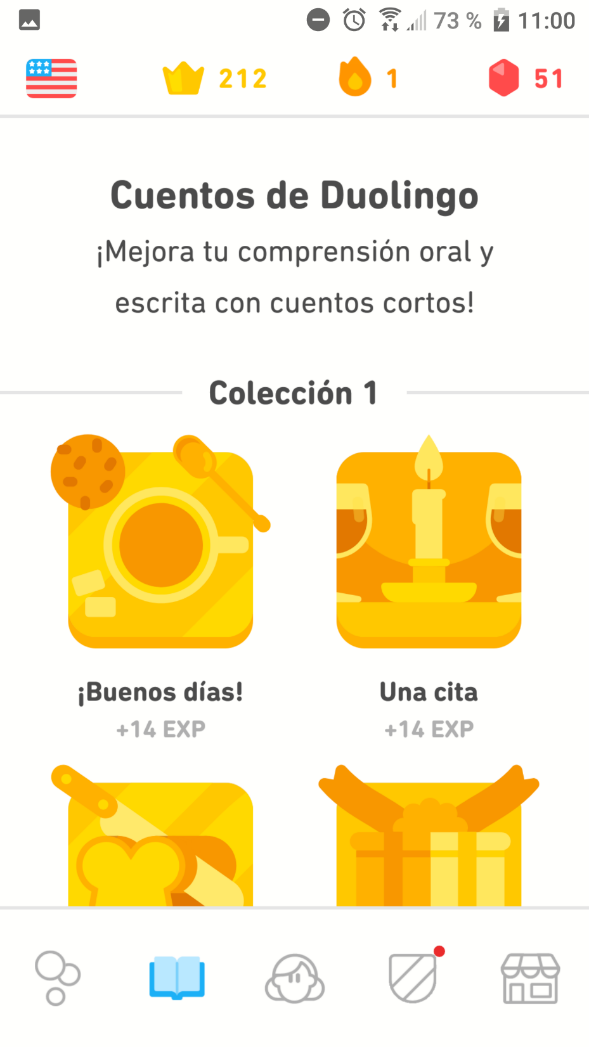 73 % 11:00
212 1 51
Cuentos de Duolingo
¡Mejora tu comprensión oral y
escrita con cuentos cortos!
Colección 1
¡Buenos días! Una cita
+14 EXP +14 EXP